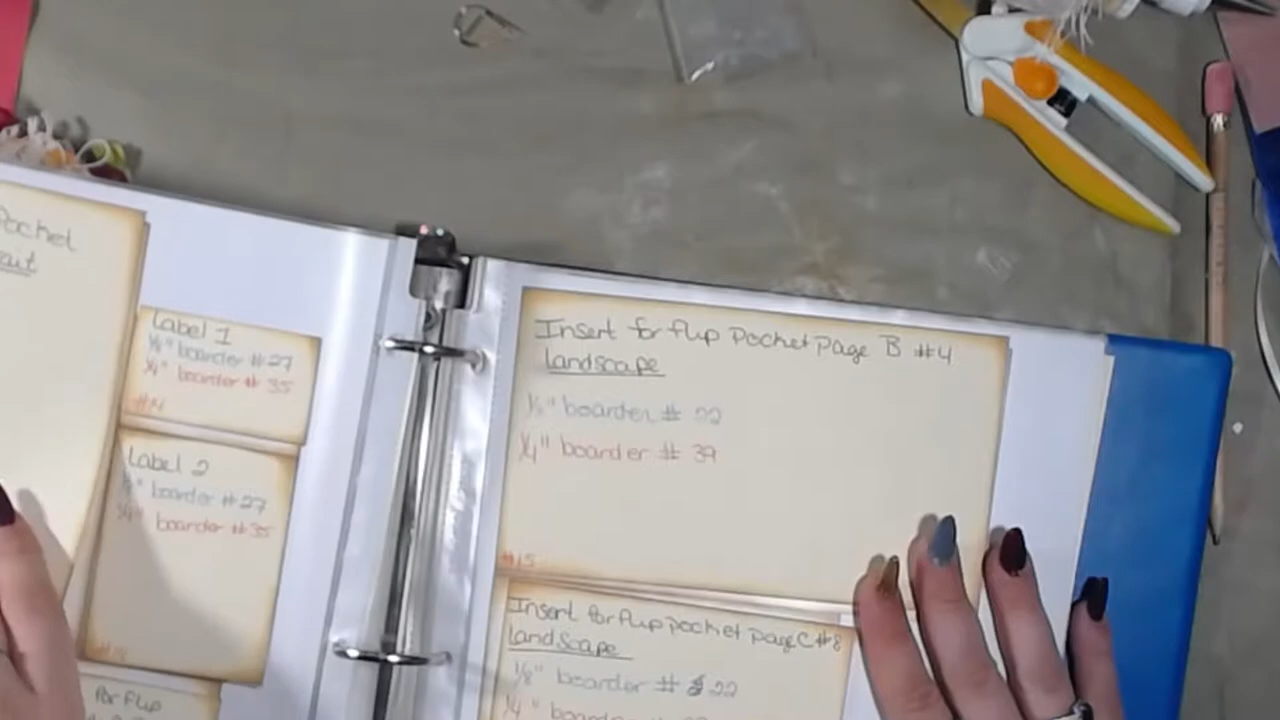 Pocket
Label 1
1/8" boarder #27
1/4" boarder # 35
Label 2
boarder #27
1/4" boarder #35
for flip
Insert for flip pocket page B #4
landscape
1/8" boarder # 22
1/4" boarder # 39
#15
Insert for flip pocket page C #8
landscape
1/8" boarder # 22
1/4" boarder #